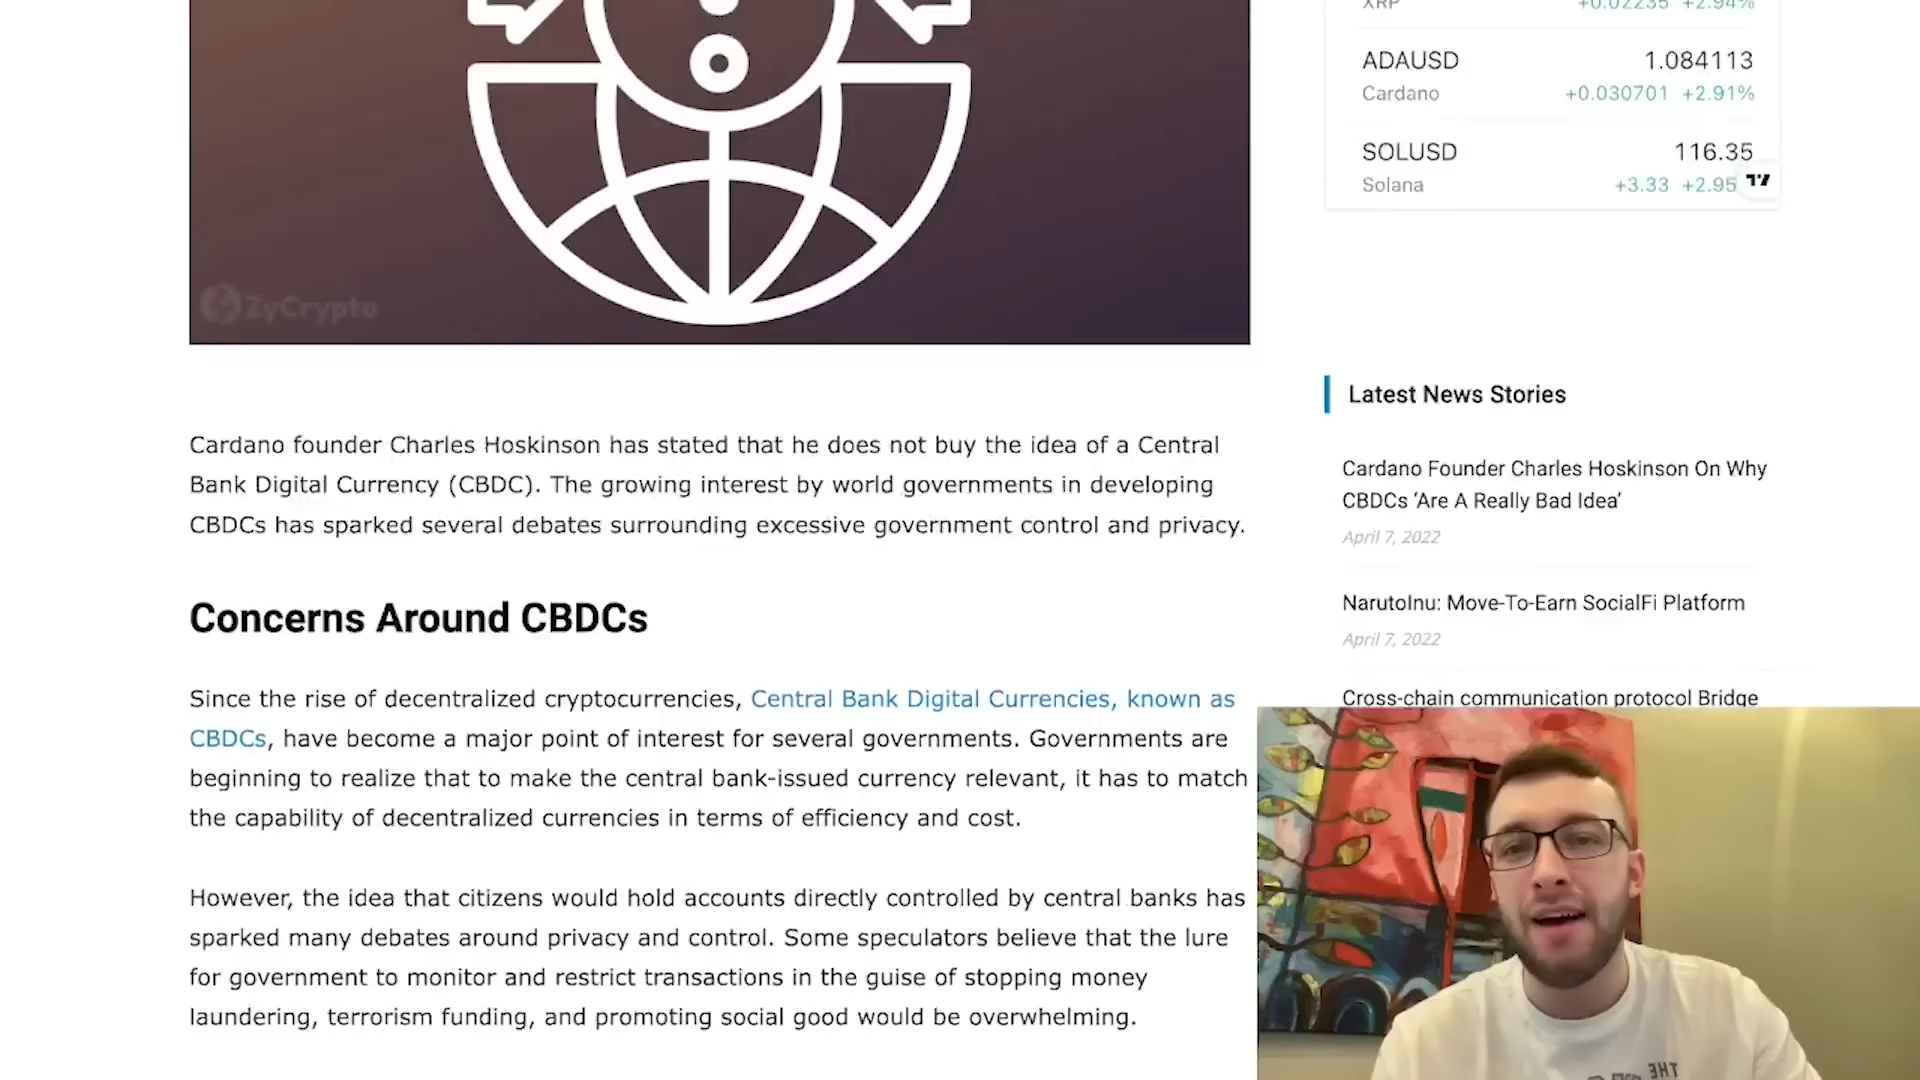 XRP
+0.02235 +2.94%
ADAUSD
1.084113
Cardano
+0.030701 +2.91%
SOLUSD
116.35
Solana
+3.33 +2.95
ZyCrypto
Cardano founder Charles Hoskinson has stated that he does not buy the idea of a Central
Bank Digital Currency (CBDC). The growing interest by world governments in developing
CBDCs has sparked several debates surrounding excessive government control and privacy.
Concerns Around CBDCs
Since the rise of decentralized cryptocurrencies, Central Bank Digital Currencies, known as
CBDCs, have become a major point of interest for several governments. Governments are
beginning to realize that to make the central bank-issued currency relevant, it has to match
the capability of decentralized currencies in terms of efficiency and cost.
However, the idea that citizens would hold accounts directly controlled by central banks has
sparked many debates around privacy and control. Some speculators believe that the lure
for government to monitor and restrict transactions in the guise of stopping money
laundering, terrorism funding, and promoting social good would be overwhelming.
Latest News Stories
Cardano Founder Charles Hoskinson On Why
CBDCs ‘Are A Really Bad Idea’
April 7, 2022
NarutoInu: Move-To-Earn SocialFi Platform
April 7, 2022
Cross-chain communication protocol Bridge
THE